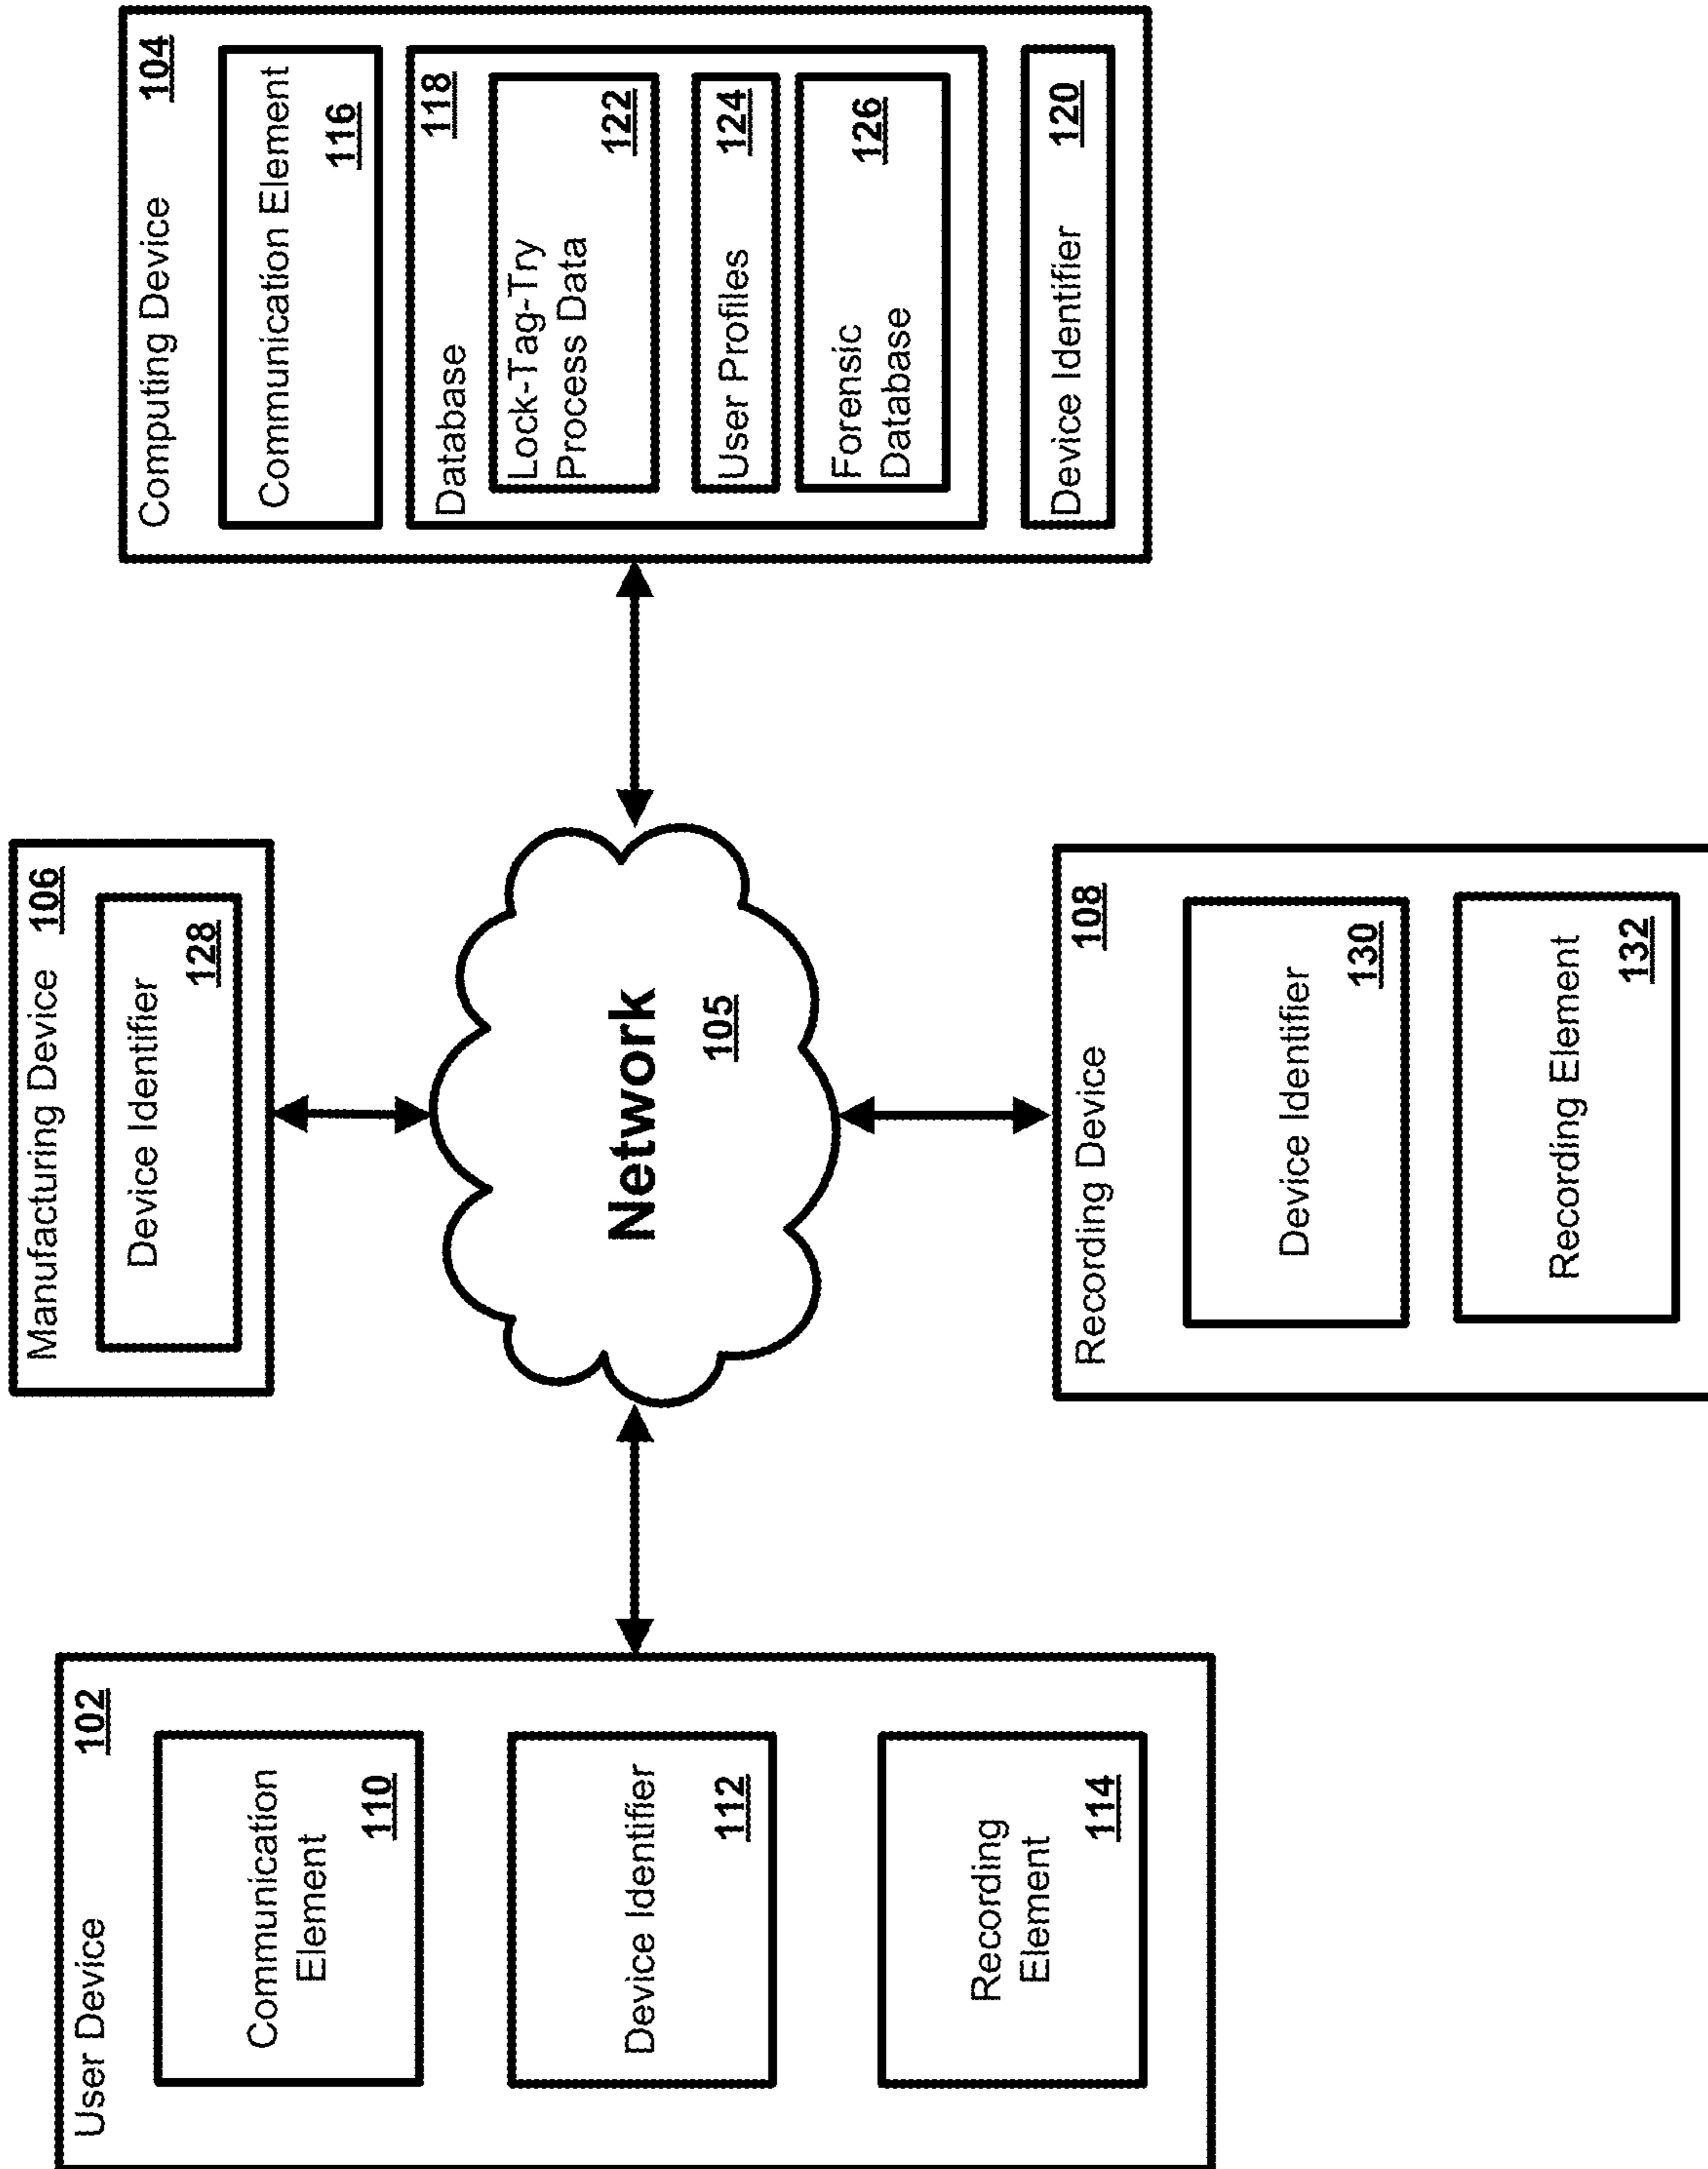 User Device
102
Communication
Element
110
Device Identifier
112
Recording
Element
114
Manufacturing Device 106
Device Identifier
128
Network
105
Recording Device
108
Device Identifier
130
Recording Element
132
Computing Device
104
Communication Element
116
Database
118
Lock-Tag-Try
Process Data
122
User Profiles
124
Forensic
Database
126
Device Identifier
120